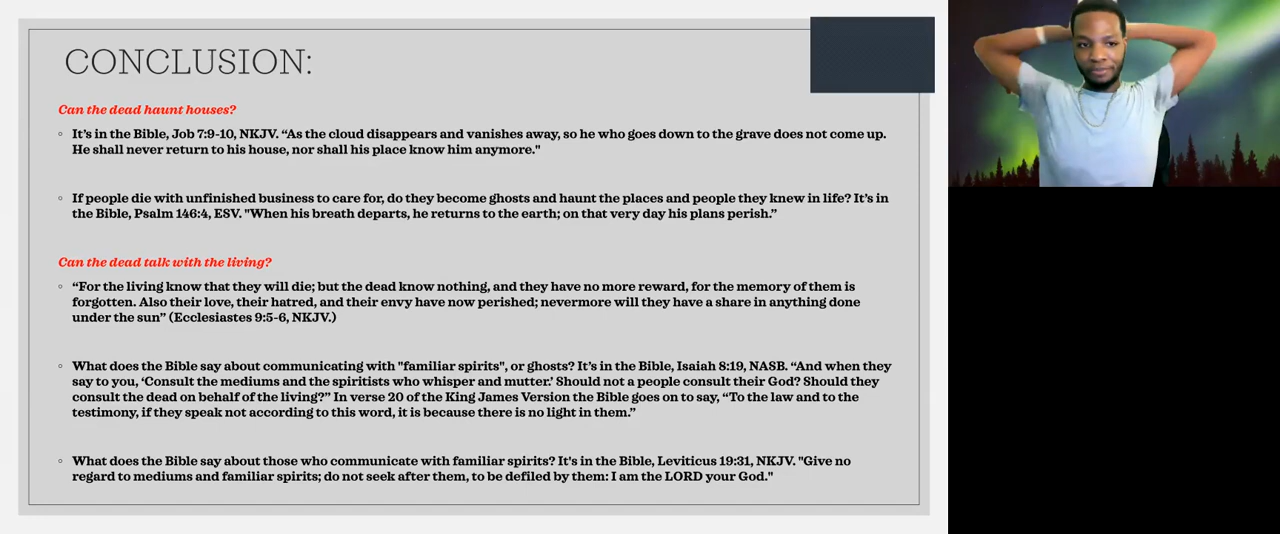 CONCLUSION:
Can the dead haunt houses?
It's in the Bible, Job 7:9-10, NKJV. “As the cloud disappears and vanishes away, so he who goes down to the grave does not come up.
He shall never return to his house, nor shall his place know him anymore."
If people die with unfinished business to care for, do they become ghosts and haunt the places and people they knew in life? It's in
the Bible, Psalm 146:4, ESV. "When his breath departs, he returns to the earth; on that very day his plans perish.”
Can the dead talk with the living?
“For the living know that they will die; but the dead know nothing, and they have no more reward, for the memory of them is
forgotten. Also their love, their hatred, and their envy have now perished; nevermore will they have a share in anything done
under the sun” (Ecclesiastes 9:5-6, NKJV.)
What does the Bible say about communicating with "familiar spirits", or ghosts? It's in the Bible, Isaiah 8:19, NASB. “And when they
say to you, ‘Consult the mediums and the spiritists who whisper and mutter.’ Should not a people consult their God? Should they
consult the dead on behalf of the living?” In verse 20 of the King James Version the Bible goes on to say, “To the law and to the
testimony, if they speak not according to this word, it is because there is no light in them.”
What does the Bible say about those who communicate with familiar spirits? It's in the Bible, Leviticus 19:31, NKJV. "Give no
regard to mediums and familiar spirits; do not seek after them, to be defiled by them: I am the LORD your God."